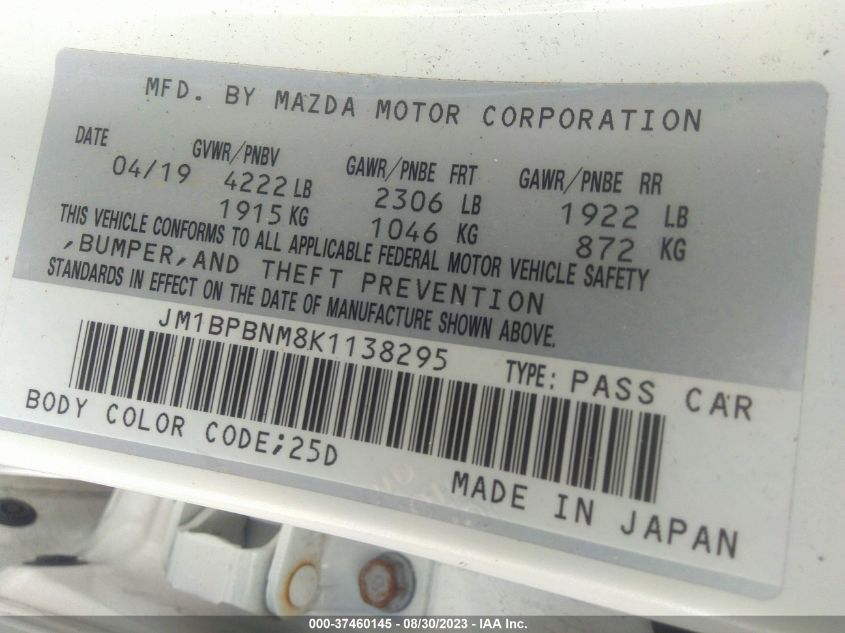 MFD. BY MAZDA MOTOR CORPORATION
DATE GVWR/PNBV GAWR/PNBE FRT GAWR/PNBE RR
04/19 4222 LB 2306 LB 1922 LB
1915 KG 1046 KG 872 KG
THIS VEHICLE CONFORMS TO ALL APPLICABLE FEDERAL MOTOR VEHICLE SAFETY
,BUMPER,AND THEFT PREVENTION
STANDARDS IN EFFECT ON THE DATE OF MANUFACTURE SHOWN ABOVE.
JM1BPBNM8K1138295 TYPE: PASS CAR
BODY COLOR CODE;25D
MADE IN JAPAN
000-37460145 - 08/30/2023 - IAA Inc.